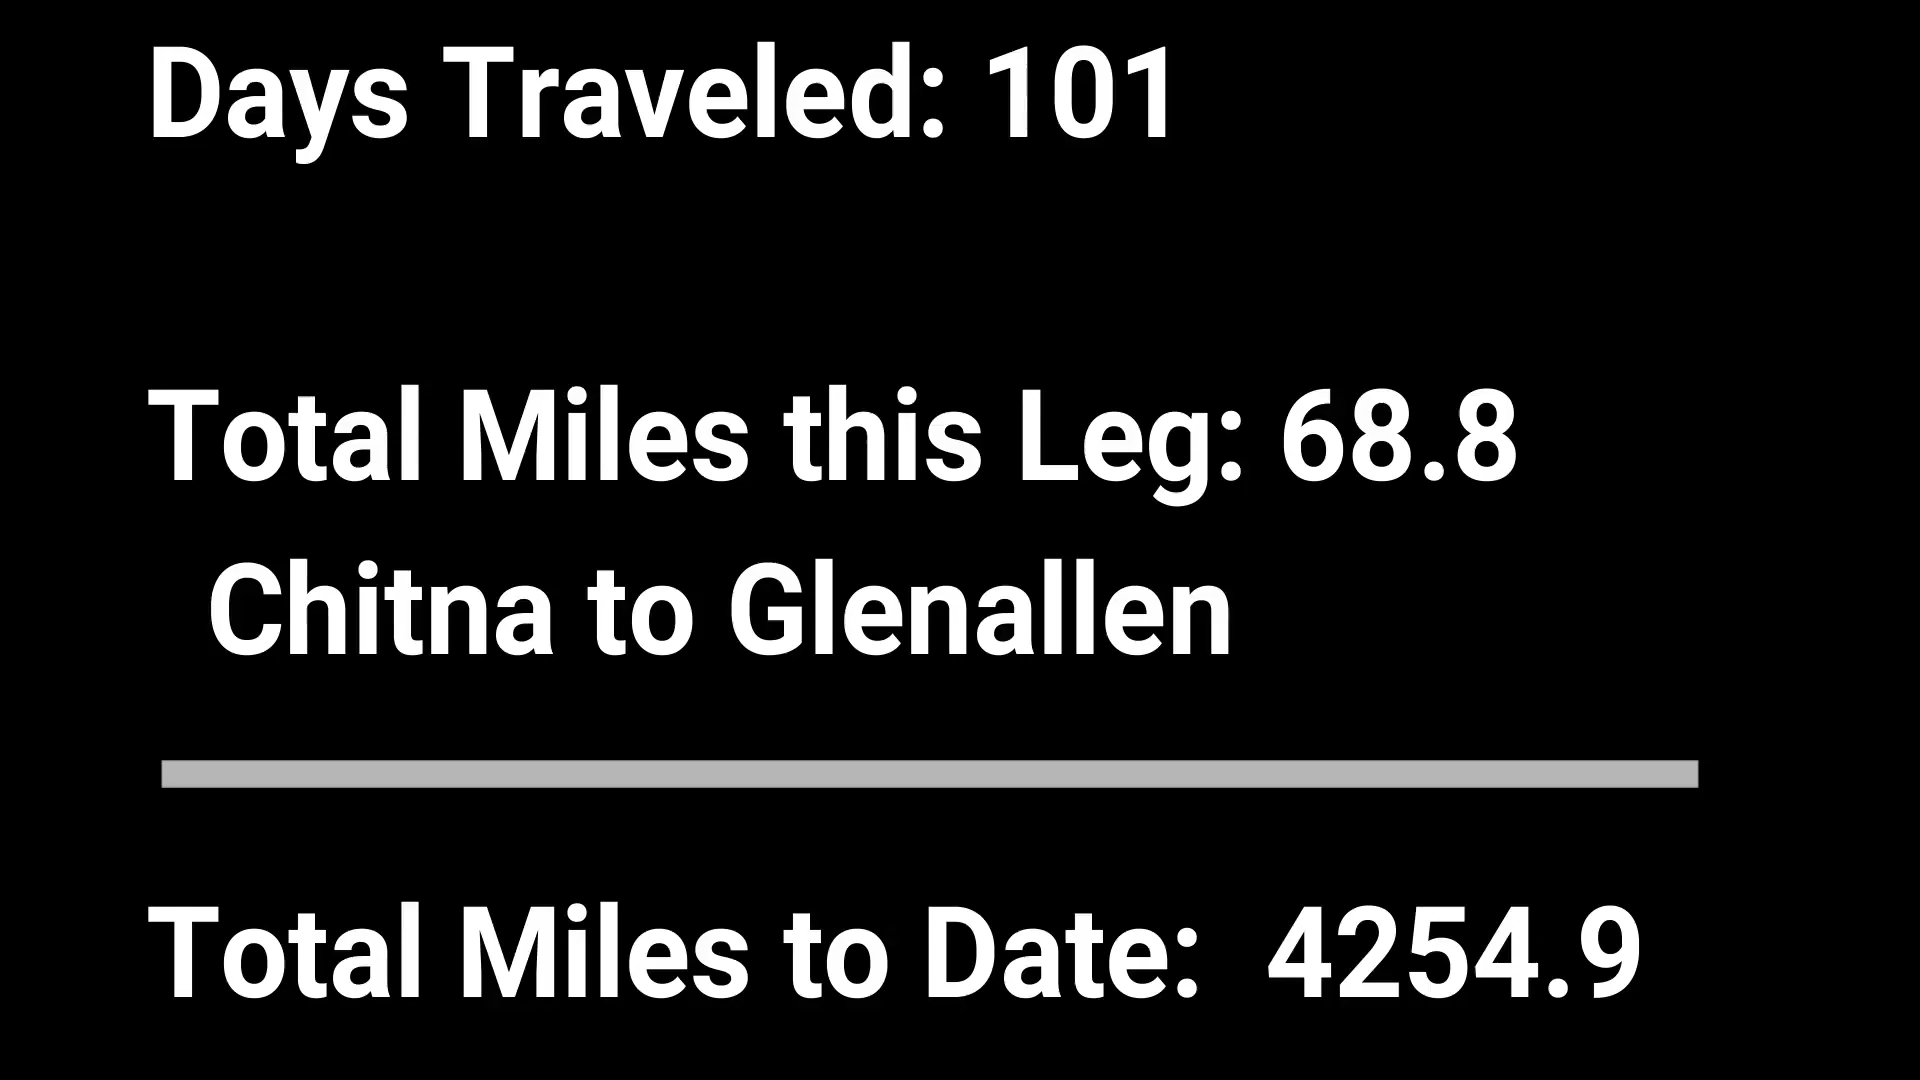 Days Traveled: 101
Total Miles this Leg: 68.8
Chitna to Glenallen
Total Miles to Date:  4254.9